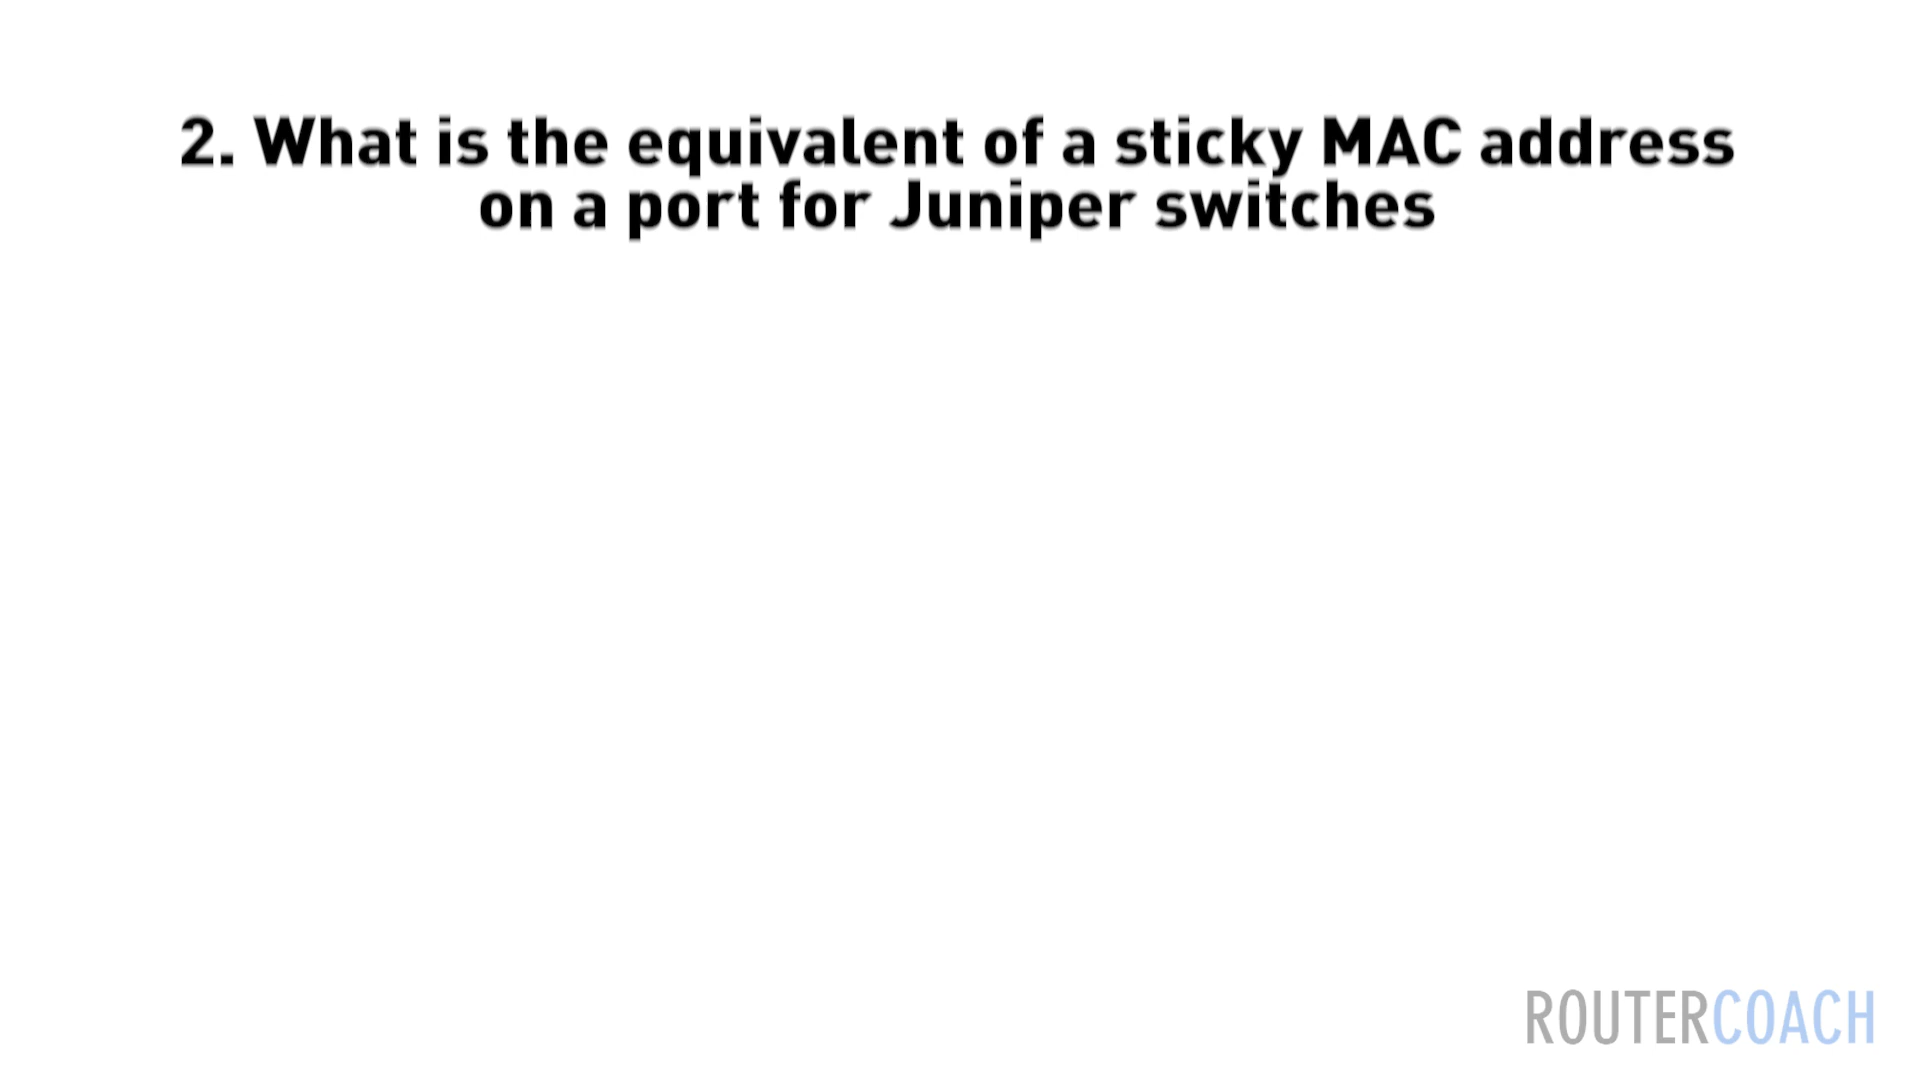 2. What is the equivalent of a sticky MAC address
on a port for Juniper switches
ROUTERCOACH